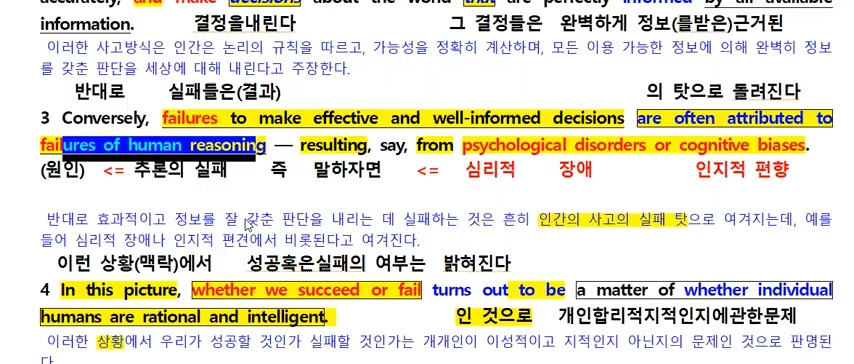 accurately, and make decisions about the world that are perfectly informed by all available
information. 결정을내린다 그 결정들은 완벽하게 정보(를받은)근거된
이러한 사고방식은 인간은 논리의 규칙을 따르고, 가능성을 정확히 계산하며, 모든 이용 가능한 정보에 의해 완벽히 정보
를 갖춘 판단을 세상에 대해 내린다고 주장한다.
반대로 실패들은(결과) 의 탓으로 돌려진다
3 Conversely, failures to make effective and well-informed decisions are often attributed to
failures of human reasoning — resulting, say, from psychological disorders or cognitive biases.
(원인) <= 추론의 실패 즉 말하자면 <= 심리적 장애 인지적 편향
반대로 효과적이고 정보를 잘 갖춘 판단을 내리는 데 실패하는 것은 흔히 인간의 사고의 실패 탓으로 여겨지는데, 예를
들어 심리적 장애나 인지적 편견에서 비롯된다고 여겨진다.
이런 상황(맥락)에서 성공혹은실패의 여부는 밝혀진다
4 In this picture, whether we succeed or fail turns out to be a matter of whether individual
humans are rational and intelligent. 인 것으로 개인합리적지적인지에관한문제
이러한 상황에서 우리가 성공할 것인가 실패할 것인가는 개개인이 이성적이고 지적인지 아닌지의 문제인 것으로 판명된
다.